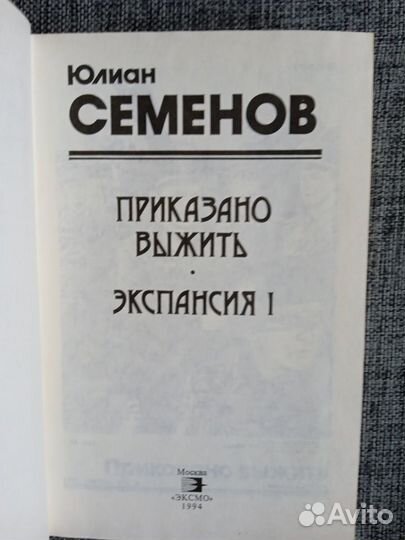 Юлиан
СЕМЕНОВ
ПРИКАЗАНО
ВЫЖИТЬ
·
ЭКСПАНСИЯ I
Москва
«ЭКСМО»
1994
Avito